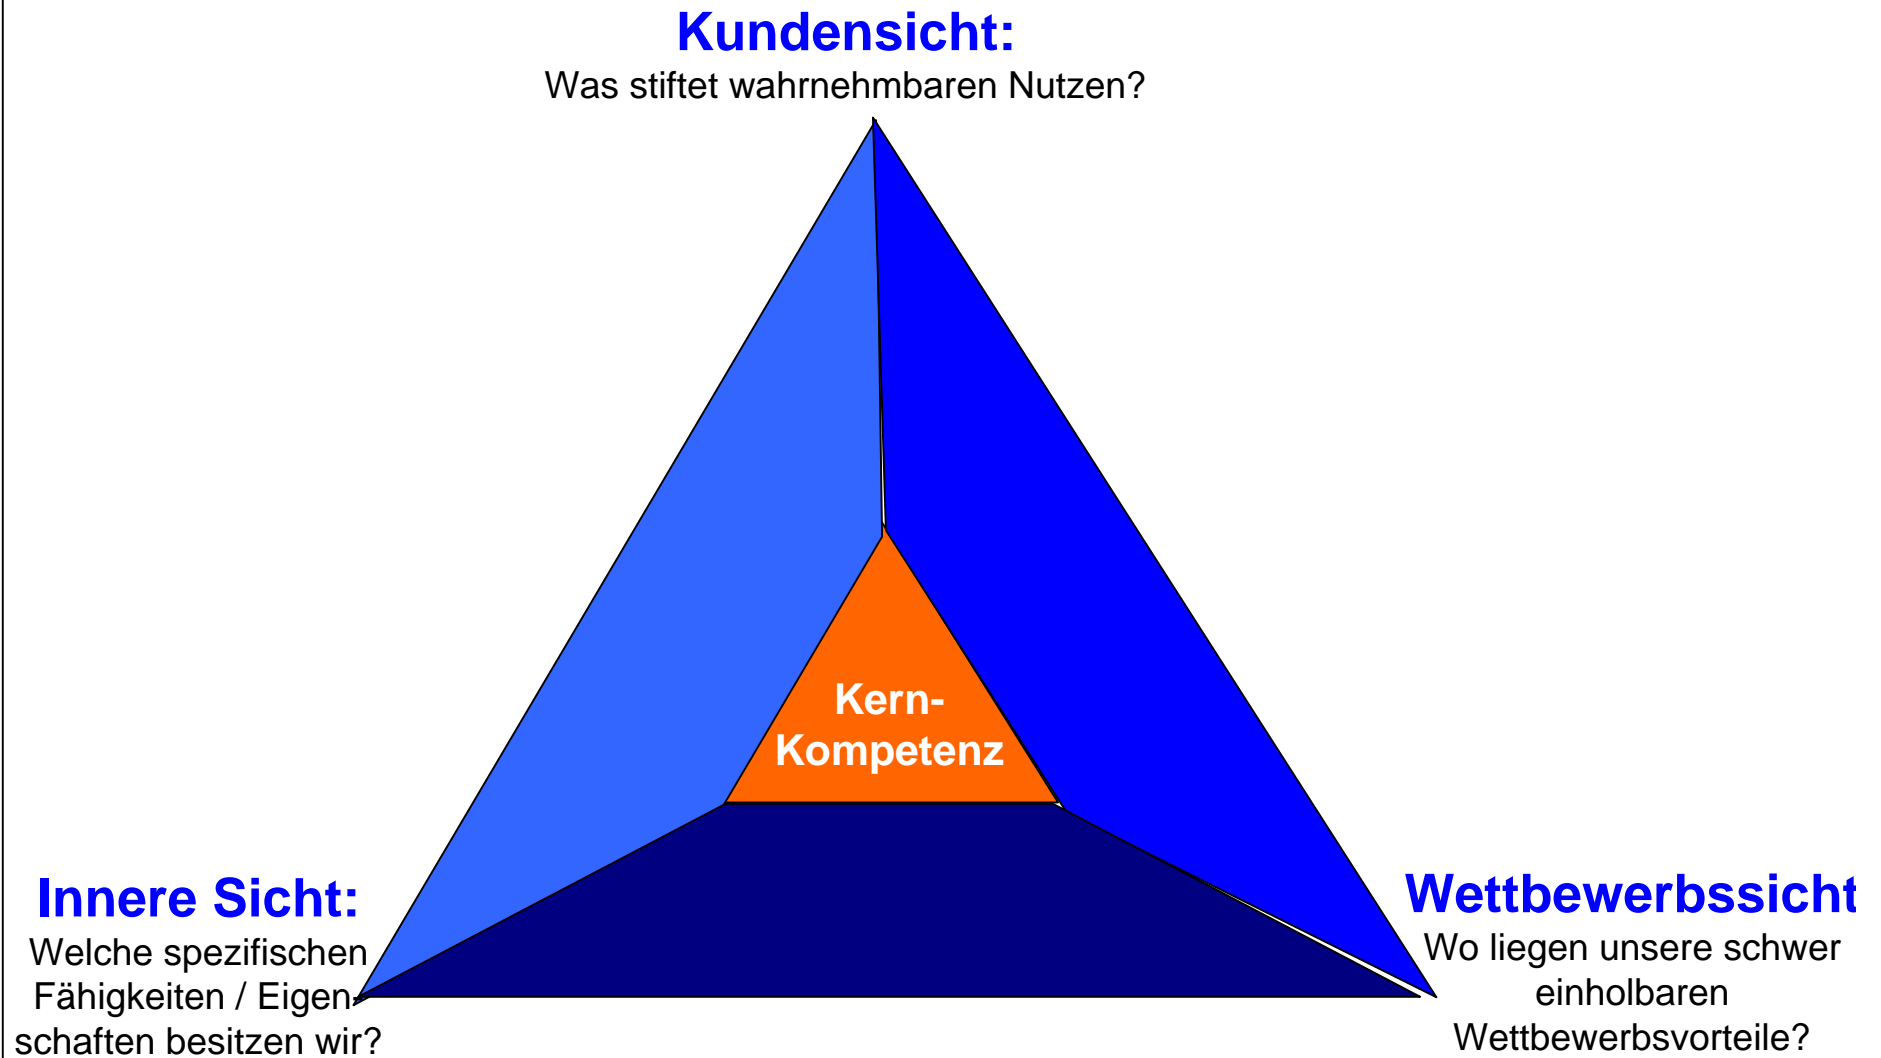 Kundensicht:
Was stiftet wahrnehmbaren Nutzen?
Kern-
Kompetenz
Innere Sicht:
Welche spezifischen
Fähigkeiten / Eigen-
schaften besitzen wir?
Wettbewerbssicht
Wo liegen unsere schwer
einholbaren
Wettbewerbsvorteile?